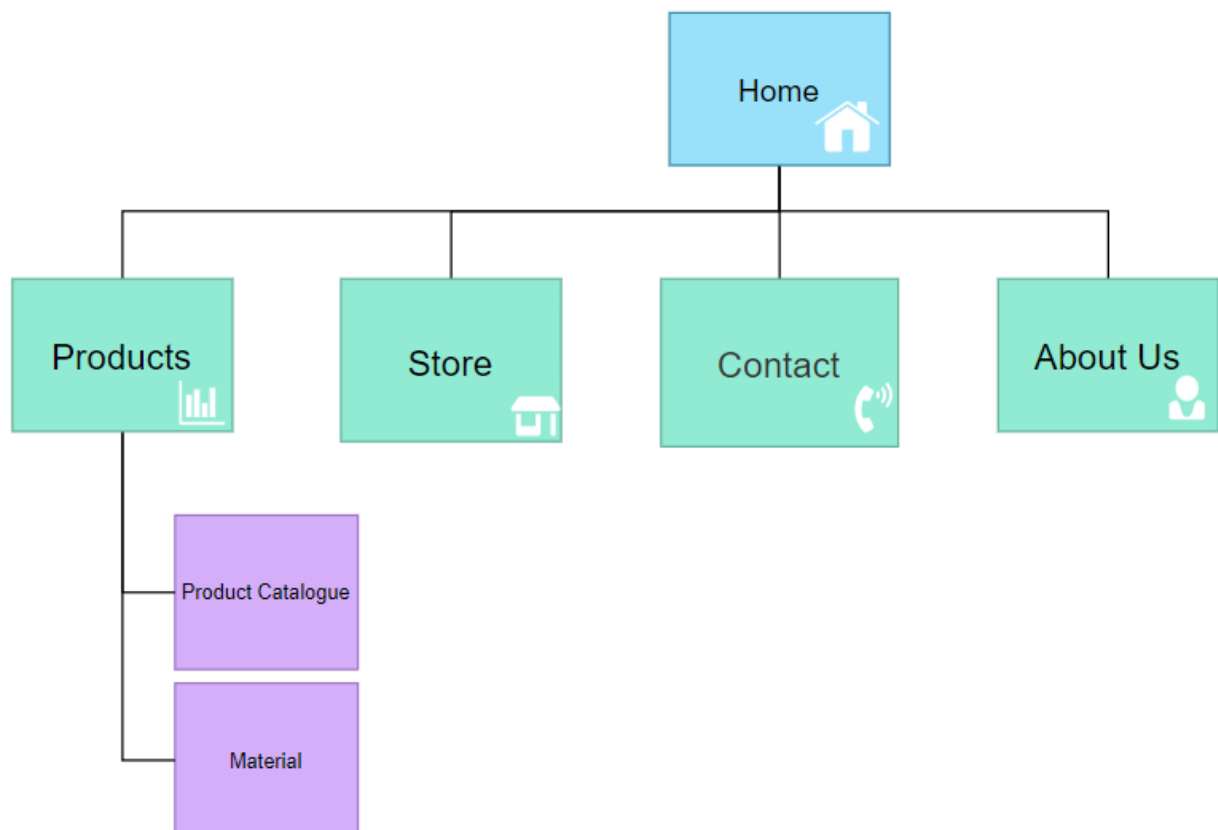 Home
Products
Store
Contact
About Us
Product Catalogue
Material